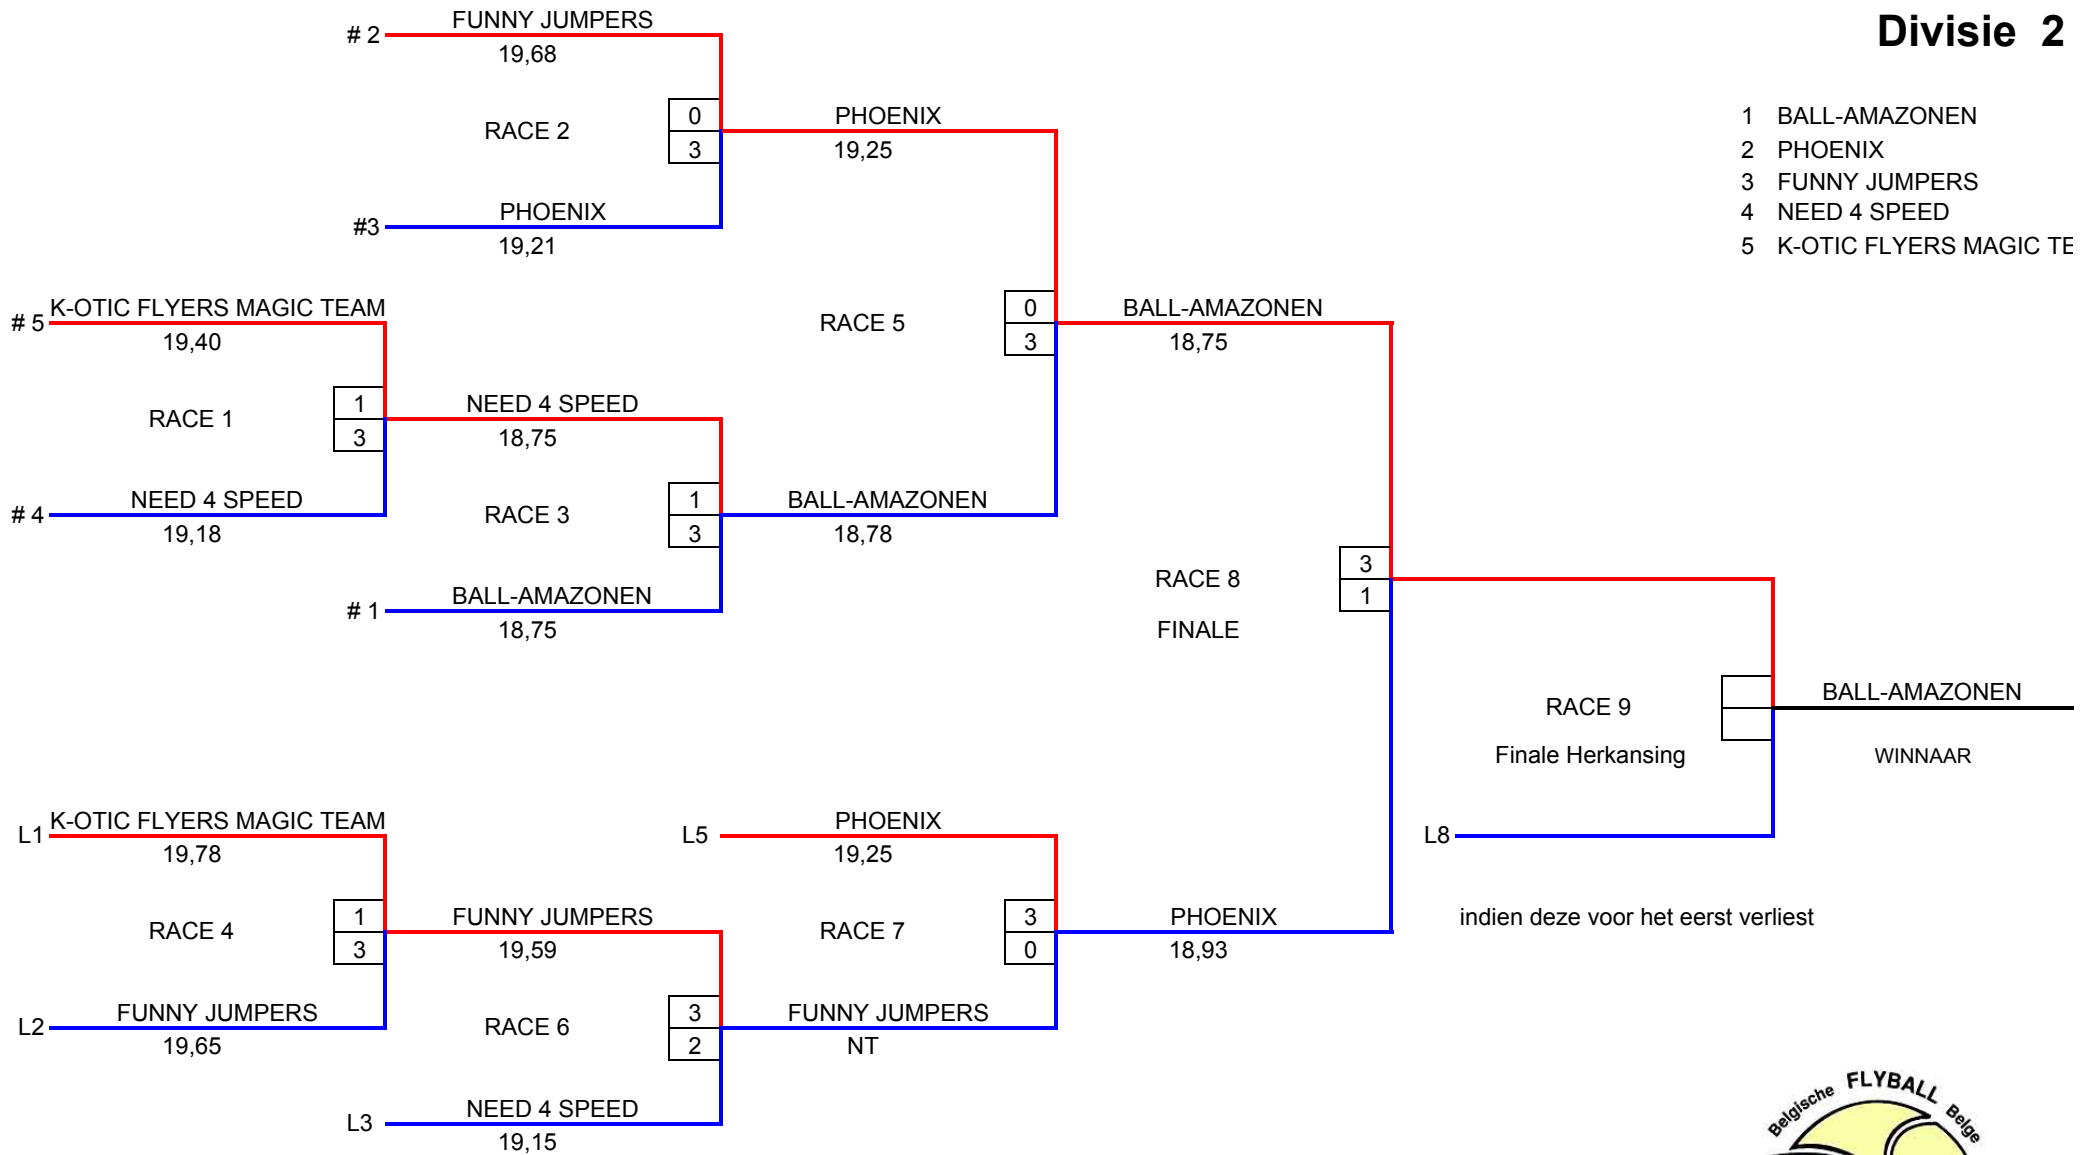 Divisie 2
1 BALL-AMAZONEN
2 PHOENIX
3 FUNNY JUMPERS
4 NEED 4 SPEED
5 K-OTIC FLYERS MAGIC TE
# 2 FUNNY JUMPERS
19,68
RACE 2
0
3
#3 PHOENIX
19,21
PHOENIX
19,25
# 5 K-OTIC FLYERS MAGIC TEAM
19,40
RACE 1
1
3
# 4 NEED 4 SPEED
19,18
NEED 4 SPEED
18,75
RACE 3
1
3
# 1 BALL-AMAZONEN
18,75
RACE 5
0
3
BALL-AMAZONEN
18,78
BALL-AMAZONEN
18,75
RACE 8
3
1
FINALE
RACE 9
Finale Herkansing
BALL-AMAZONEN
WINNAAR
L8
indien deze voor het eerst verliest
L1 K-OTIC FLYERS MAGIC TEAM
19,78
RACE 4
1
3
L2 FUNNY JUMPERS
19,65
FUNNY JUMPERS
19,59
RACE 6
3
2
L3 NEED 4 SPEED
19,15
L5 PHOENIX
19,25
RACE 7
3
0
FUNNY JUMPERS
NT
PHOENIX
18,93
Belgische FLYBALL Belge